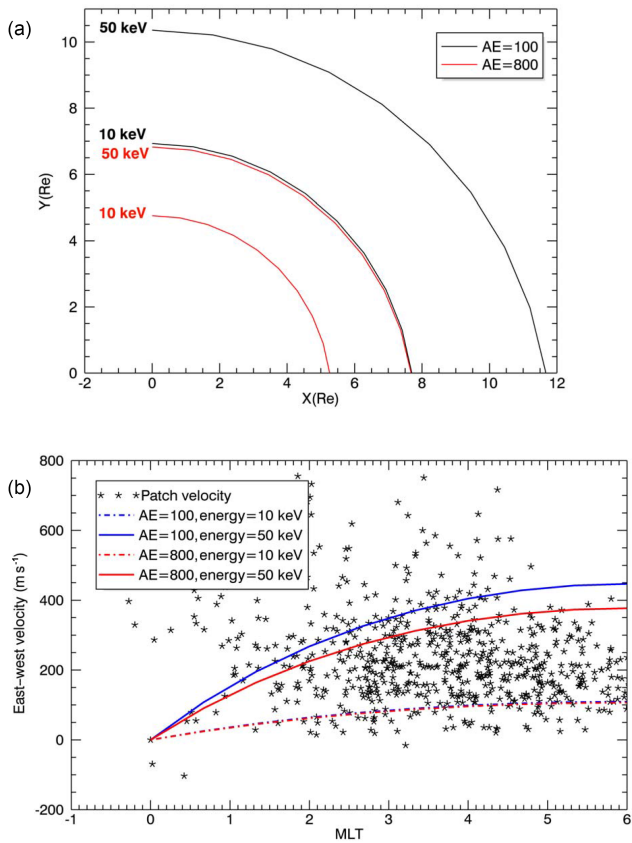 (a)
50 keV
10 keV
50 keV
10 keV
AE=100
AE=800
10
8
6
4
2
0
Y(Re)
-2 0 2 4 6 8 10 12
X(Re)
(b)
800
600
400
200
0
-200
East-west velocity (m s⁻¹)
Patch velocity
AE=100,energy=10 keV
AE=100,energy=50 keV
AE=800,energy=10 keV
AE=800,energy=50 keV
-1 0 1 2 3 4 5 6
MLT